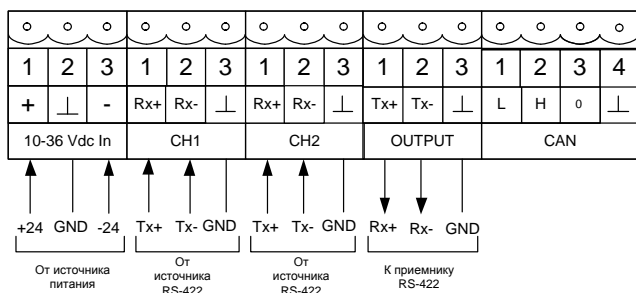 1 2 3 1 2 3 1 2 3 1 2 3 1 2 3 4
+ ⊥ - Rx+ Rx- ⊥ Rx+ Rx- ⊥ Tx+ Tx- ⊥ L H 0 ⊥
10-36 Vdc In CH1 CH2 OUTPUT CAN
+24 GND -24 Tx+ Tx- GND Tx+ Tx- GND Rx+ Rx- GND
От источника
питания
От
источника
RS-422
От
источника
RS-422
К приемнику
RS-422